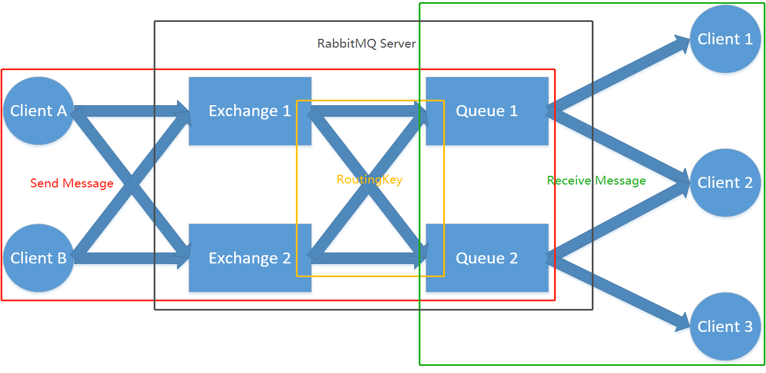 RabbitMQ Server
Client 1
Client A
Exchange 1
Queue 1
Send Message
RoutingKey
Receive Message
Client 2
Client B
Exchange 2
Queue 2
Client 3